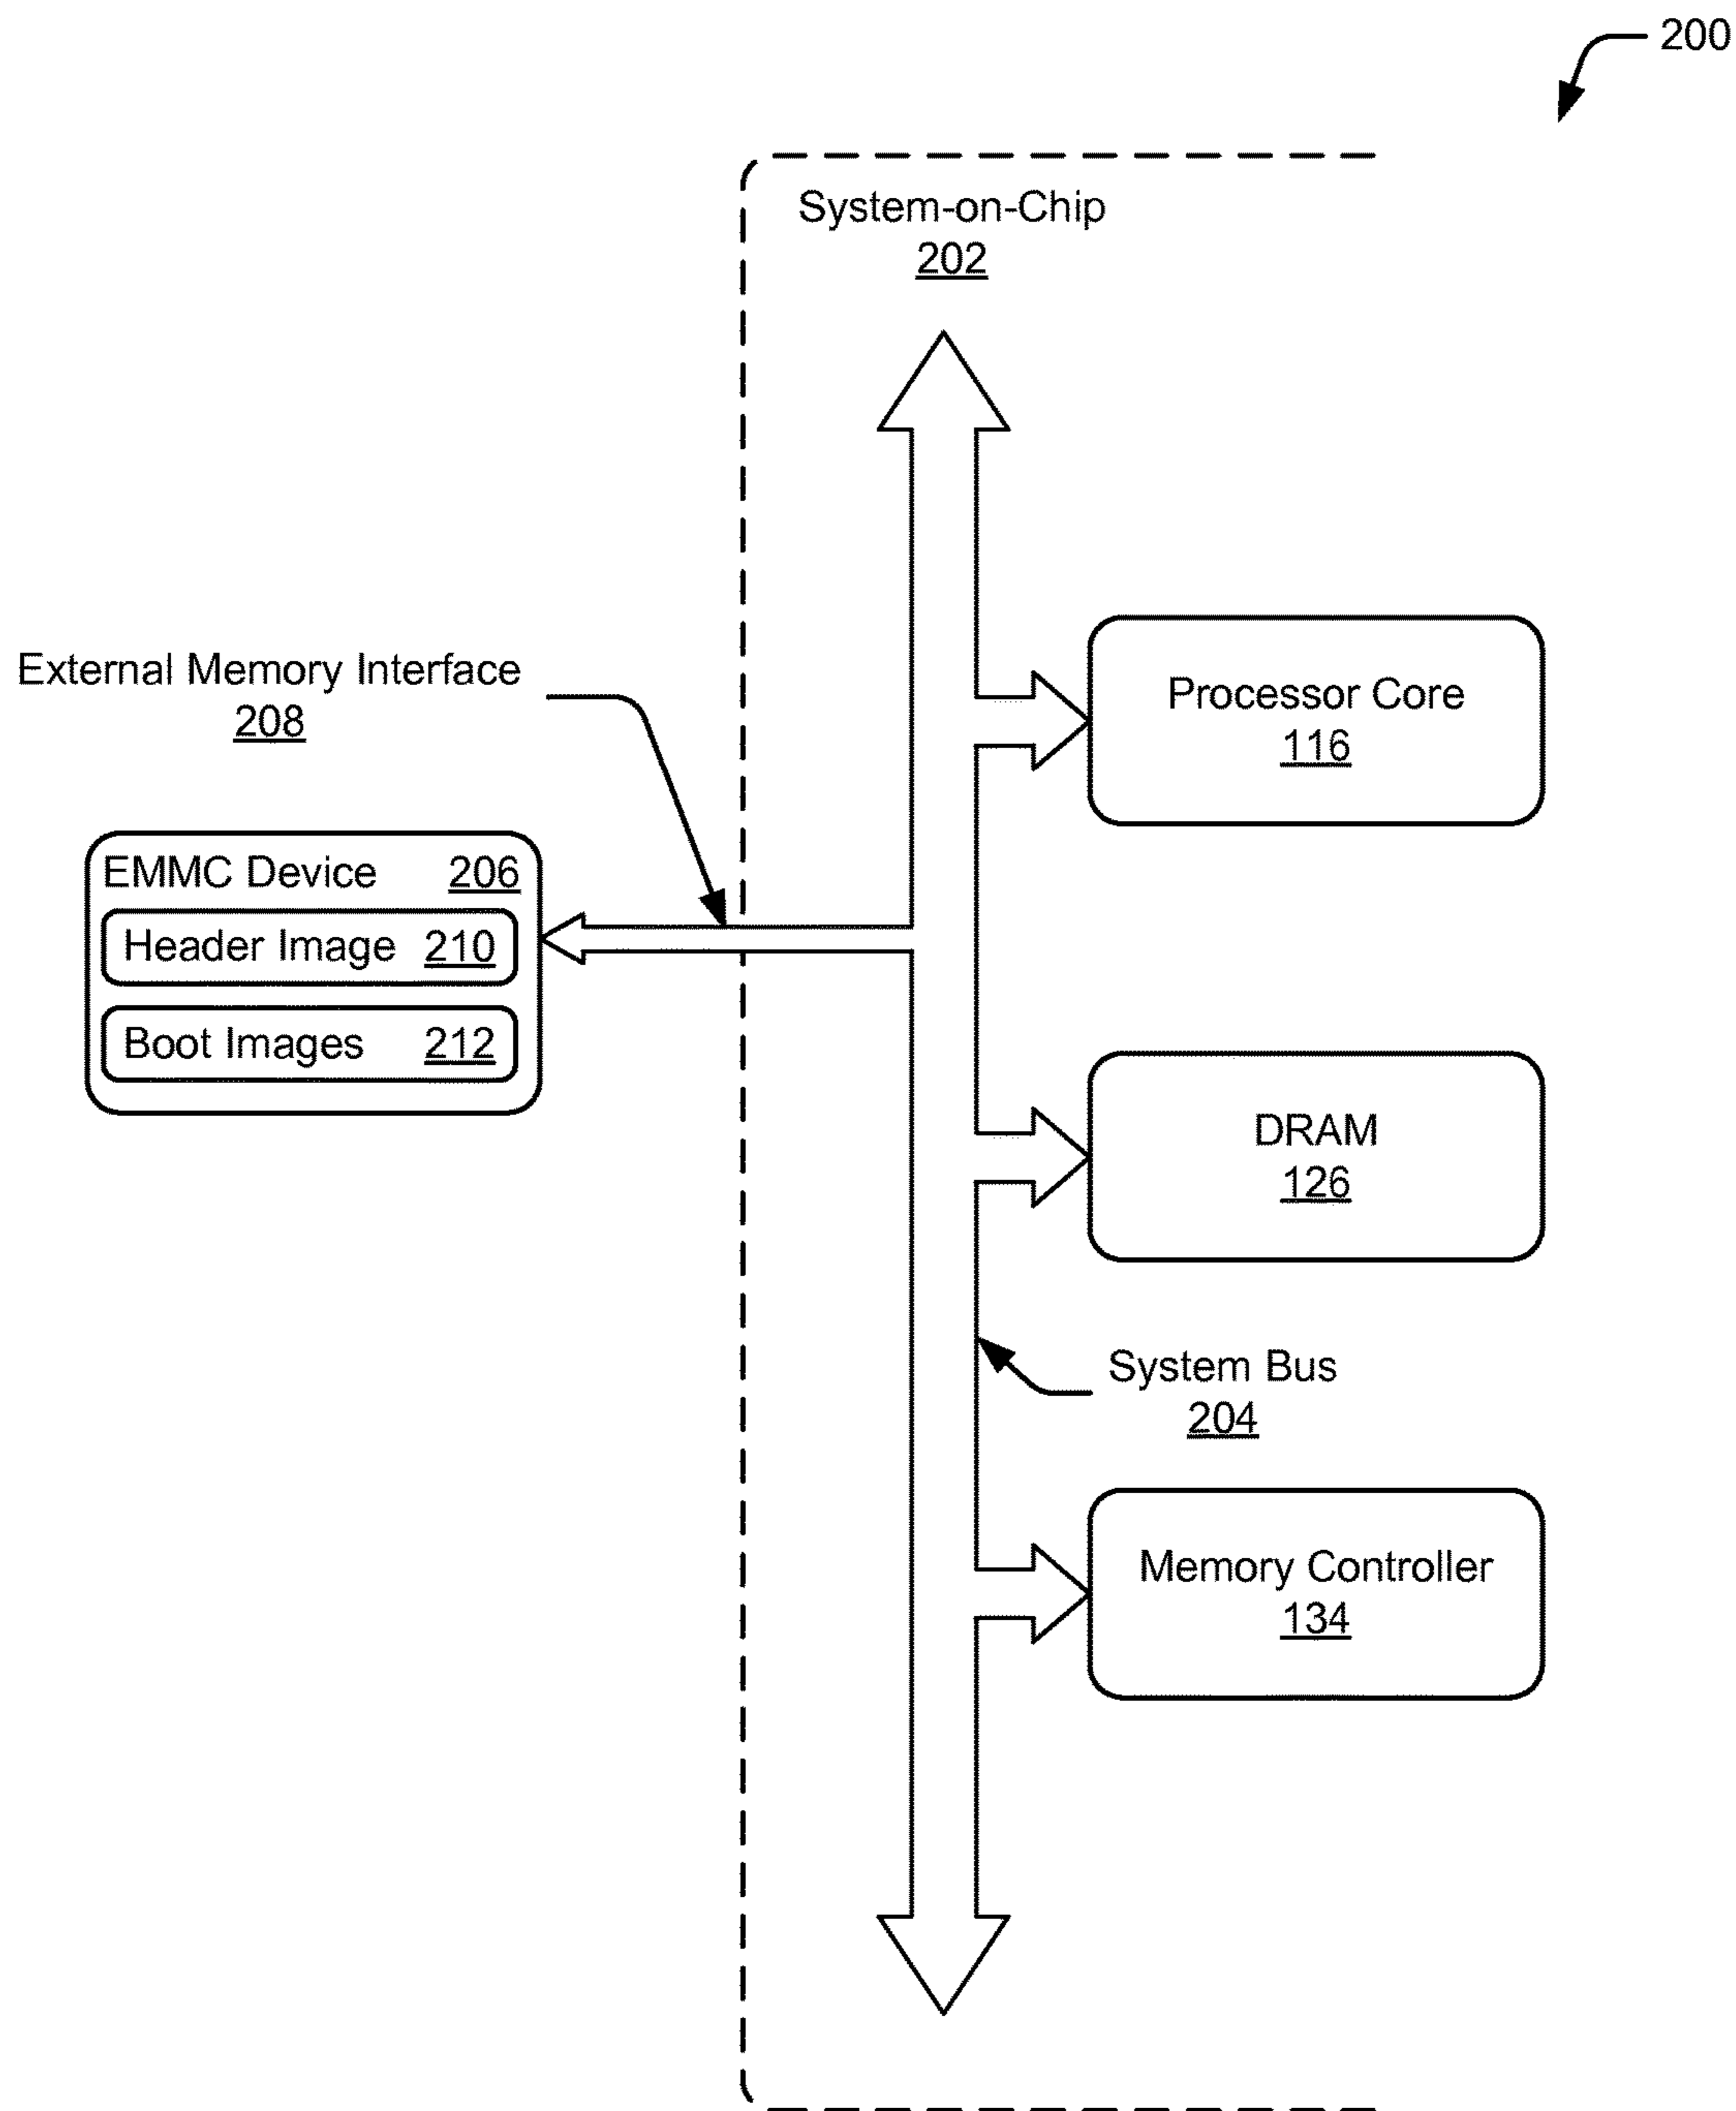 200
System-on-Chip
202
External Memory Interface
208
Processor Core
116
EMMC Device 206
Header Image 210
Boot Images 212
DRAM
126
System Bus
204
Memory Controller
134